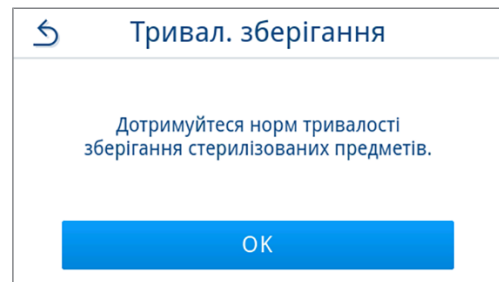 Тривал. зберігання
Дотримуйтеся норм тривалості
зберігання стерилізованих предметів.
OK